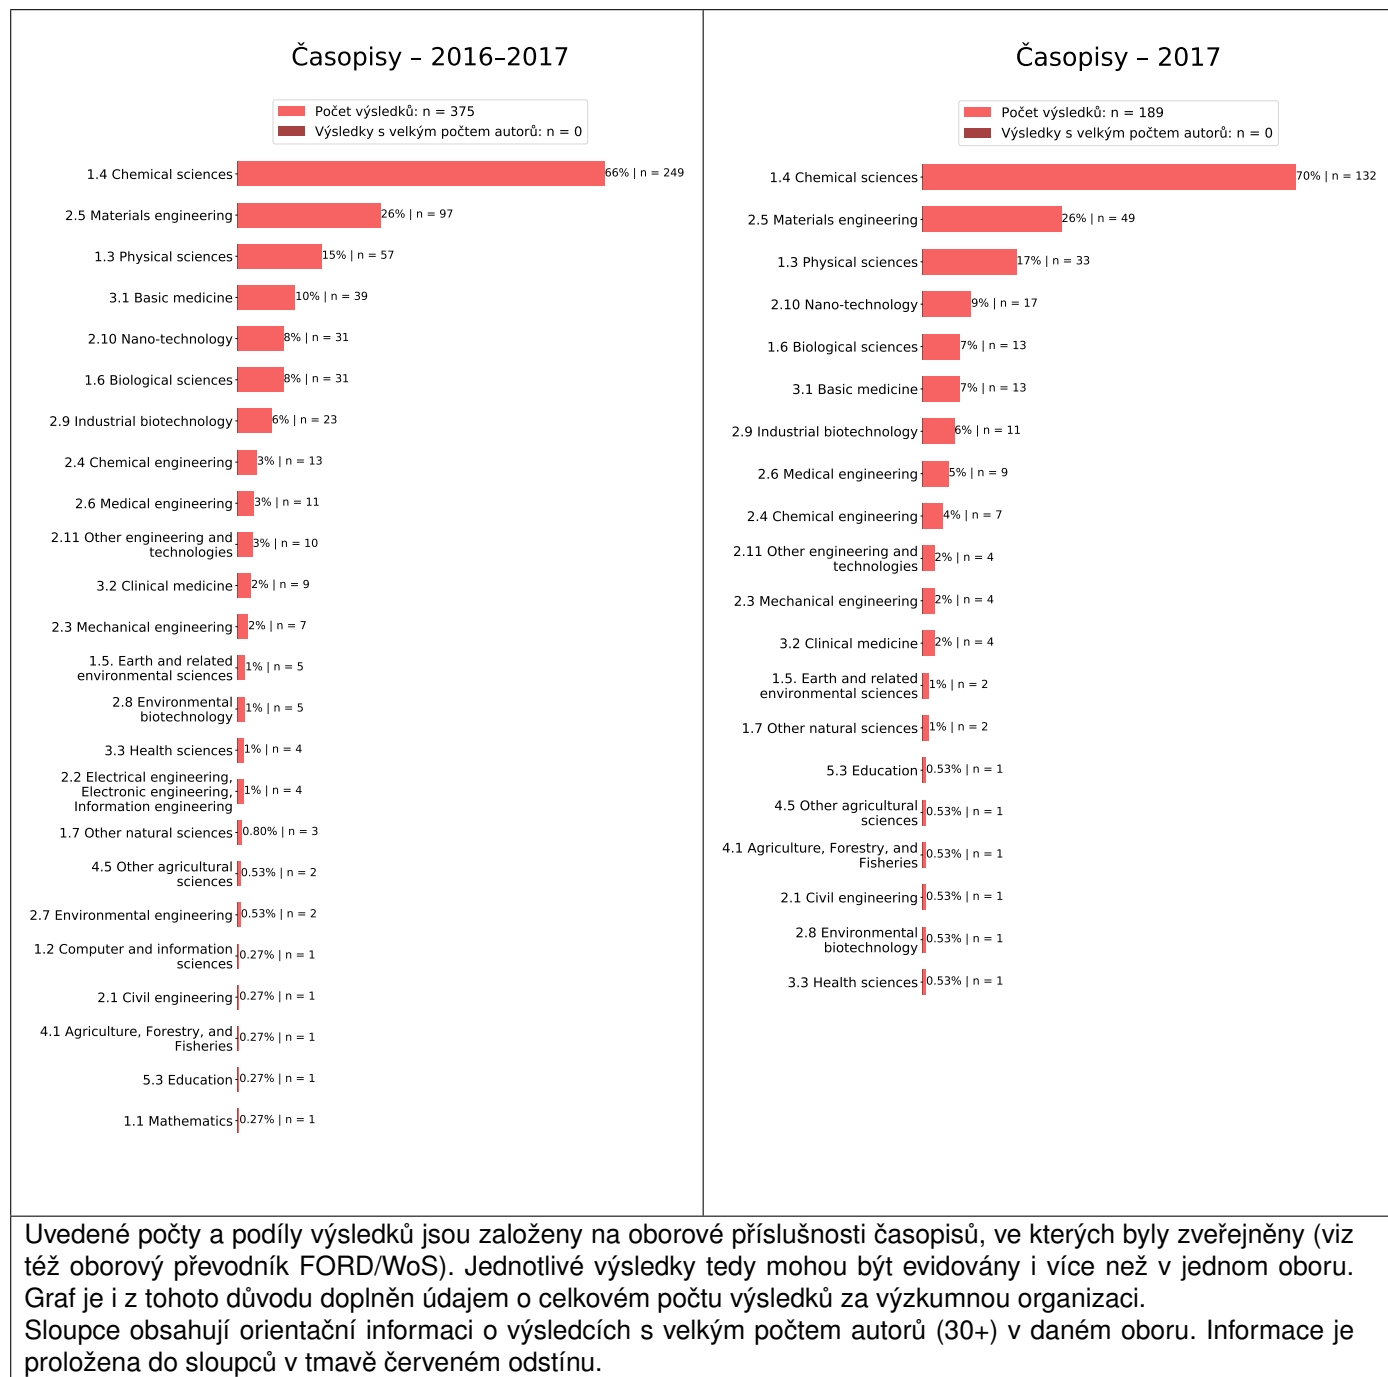 Časopisy – 2016–2017
Počet výsledků: n = 375
Výsledky s velkým počtem autorů: n = 0
1.4 Chemical sciences 66% | n = 249
2.5 Materials engineering 26% | n = 97
1.3 Physical sciences 15% | n = 57
3.1 Basic medicine 10% | n = 39
2.10 Nano-technology 8% | n = 31
1.6 Biological sciences 8% | n = 31
2.9 Industrial biotechnology 6% | n = 23
2.4 Chemical engineering 3% | n = 13
2.6 Medical engineering 3% | n = 11
2.11 Other engineering and
technologies 3% | n = 10
3.2 Clinical medicine 2% | n = 9
2.3 Mechanical engineering 2% | n = 7
1.5. Earth and related
environmental sciences 1% | n = 5
2.8 Environmental
biotechnology 1% | n = 5
3.3 Health sciences 1% | n = 4
2.2 Electrical engineering,
Electronic engineering, 1% | n = 4
Information engineering
1.7 Other natural sciences 0.80% | n = 3
4.5 Other agricultural
sciences 0.53% | n = 2
2.7 Environmental engineering 0.53% | n = 2
1.2 Computer and information
sciences 0.27% | n = 1
2.1 Civil engineering 0.27% | n = 1
4.1 Agriculture, Forestry, and
Fisheries 0.27% | n = 1
5.3 Education 0.27% | n = 1
1.1 Mathematics 0.27% | n = 1
Časopisy – 2017
Počet výsledků: n = 189
Výsledky s velkým počtem autorů: n = 0
1.4 Chemical sciences 70% | n = 132
2.5 Materials engineering 26% | n = 49
1.3 Physical sciences 17% | n = 33
2.10 Nano-technology 9% | n = 17
1.6 Biological sciences 7% | n = 13
3.1 Basic medicine 7% | n = 13
2.9 Industrial biotechnology 6% | n = 11
2.6 Medical engineering 5% | n = 9
2.4 Chemical engineering 4% | n = 7
2.11 Other engineering and
technologies 2% | n = 4
2.3 Mechanical engineering 2% | n = 4
3.2 Clinical medicine 2% | n = 4
1.5. Earth and related
environmental sciences 1% | n = 2
1.7 Other natural sciences 1% | n = 2
5.3 Education 0.53% | n = 1
4.5 Other agricultural
sciences 0.53% | n = 1
4.1 Agriculture, Forestry, and
Fisheries 0.53% | n = 1
2.1 Civil engineering 0.53% | n = 1
2.8 Environmental
biotechnology 0.53% | n = 1
3.3 Health sciences 0.53% | n = 1
Uvedené počty a podíly výsledků jsou založeny na oborové příslušnosti časopisů, ve kterých byly zveřejněny (viz
též oborový převodník FORD/WoS). Jednotlivé výsledky tedy mohou být evidovány i více než v jednom oboru.
Graf je i z tohoto důvodu doplněn údajem o celkovém počtu výsledků za výzkumnou organizaci.
Sloupce obsahují orientační informaci o výsledcích s velkým počtem autorů (30+) v daném oboru. Informace je
proložena do sloupců v tmavě červeném odstínu.